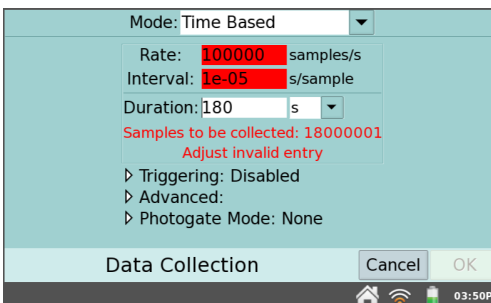 Mode: Time Based
Rate: 100000 samples/s
Interval: 1e-05 s/sample
Duration: 180 s
Samples to be collected: 18000001
Adjust invalid entry
Triggering: Disabled
Advanced:
Photogate Mode: None
Data Collection Cancel OK
03:50P